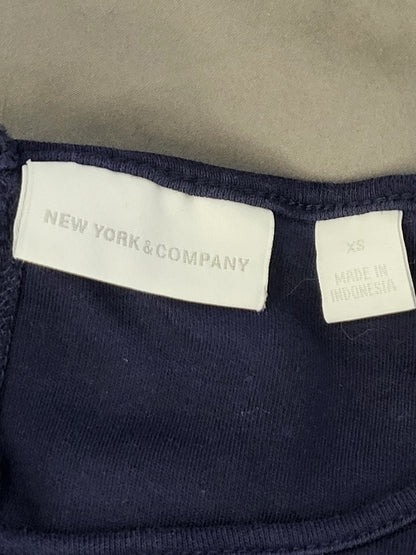 NEW YORK & COMPANY
XS
MADE IN
INDONESIA